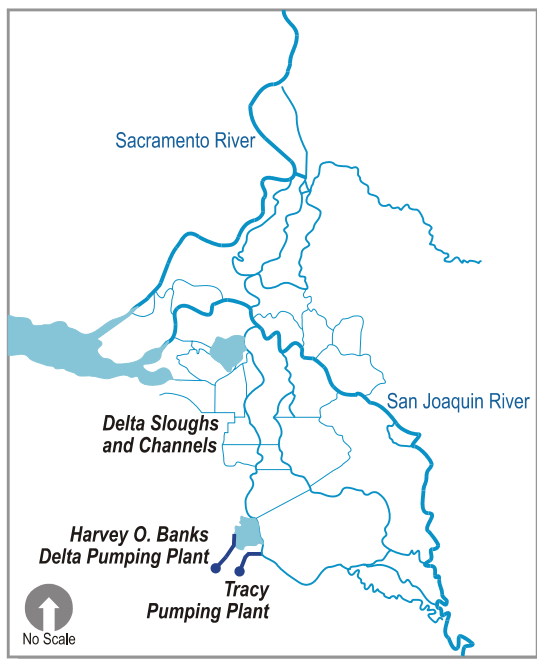 Sacramento River
San Joaquin River
Delta Sloughs
and Channels
Harvey O. Banks
Delta Pumping Plant
Tracy
Pumping Plant
No Scale